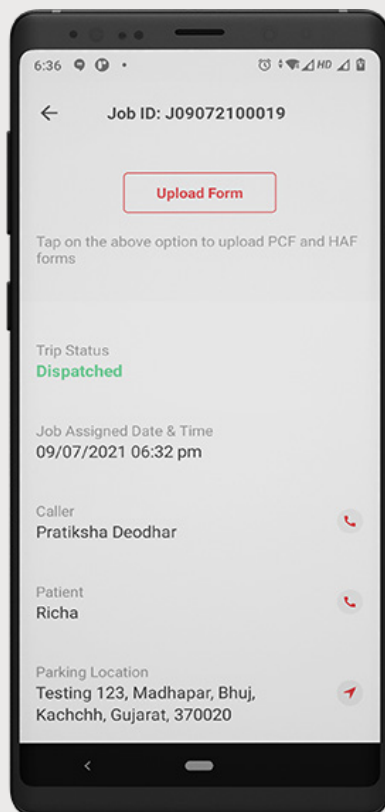 6:36
HD
Job ID: J09072100019
Upload Form
Tap on the above option to upload PCF and HAF
forms
Trip Status
Dispatched
Job Assigned Date & Time
09/07/2021 06:32 pm
Caller
Pratiksha Deodhar
Patient
Richa
Parking Location
Testing 123, Madhapar, Bhuj,
Kachchh, Gujarat, 370020